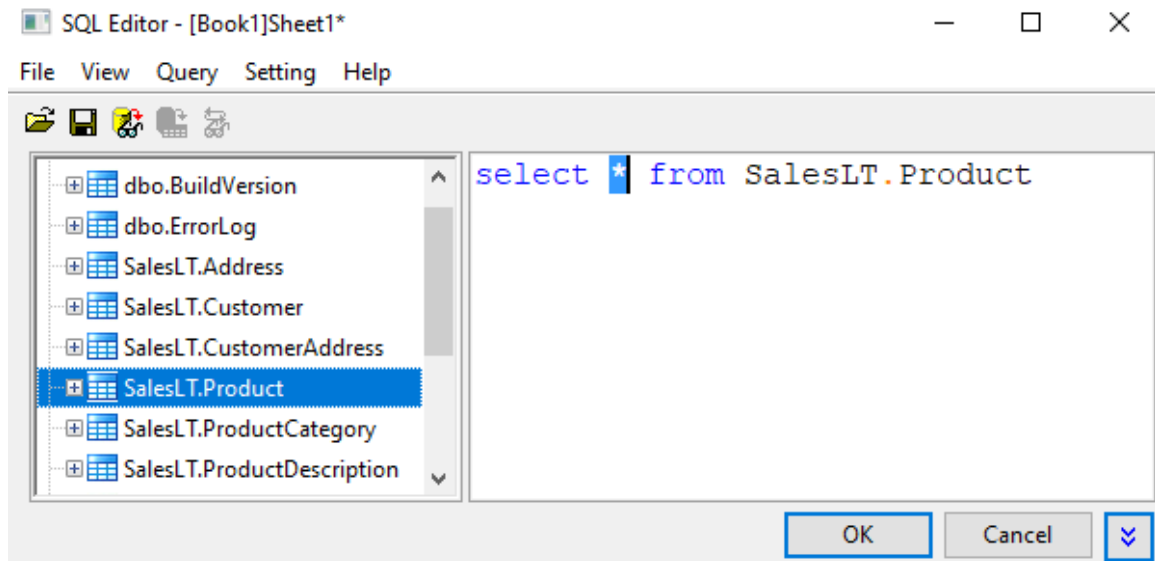 SQL Editor - [Book1]Sheet1*
File View Query Setting Help
dbo.BuildVersion
dbo.ErrorLog
SalesLT.Address
SalesLT.Customer
SalesLT.CustomerAddress
SalesLT.Product
SalesLT.ProductCategory
SalesLT.ProductDescription
select * from SalesLT.Product
OK Cancel